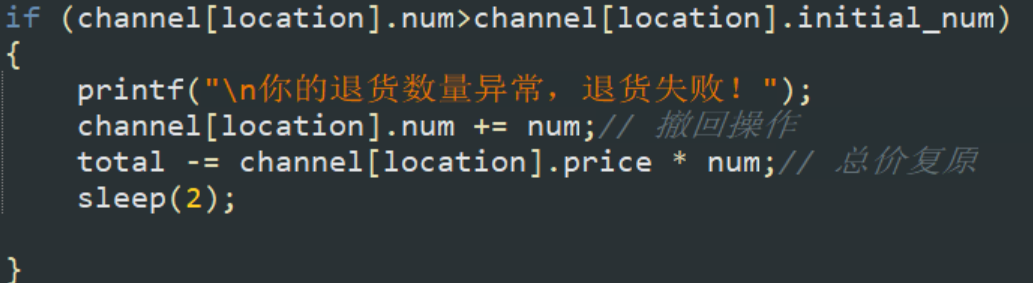 if (channel[location].num>channel[location].initial_num)
{
printf("\n你的退货数量异常，退货失败！");
channel[location].num += num;// 撤回操作
total -= channel[location].price * num;// 总价复原
sleep(2);
}